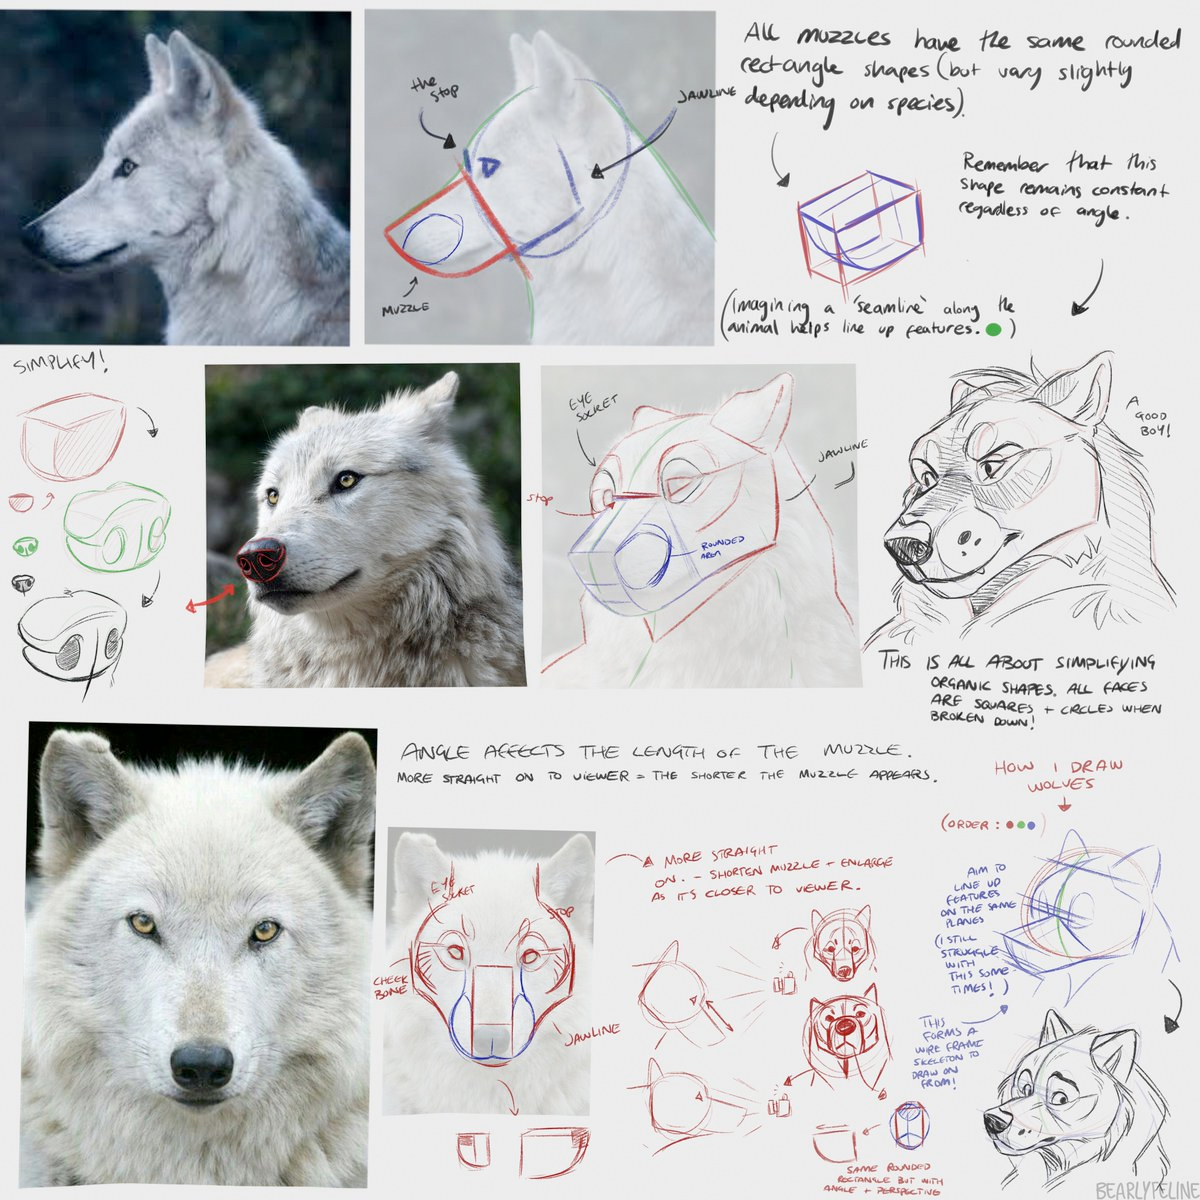 ALL MUZZLES HAVE THE SAME ROUNDED
RECTANGLE SHAPES (BUT VARY SLIGHTLY
DEPENDING ON SPECIES).
THE
STOP
JAWLINE
MUZZLE
REMEMBER THAT THIS
SHAPE REMAINS CONSTANT
REGARDLESS OF ANGLE.
(IMAGINING A 'SEAMLINE' ALONG THE
(ANIMAL HELPS LINE UP FEATURES. )
SIMPLIFY!
EYE
SOCKET
STOP
JAWLINE
ROUNDED
AREA
A
GOOD
BOY!
THIS IS ALL ABOUT SIMPLIFYING
ORGANIC SHAPES. ALL FACES
ARE SQUARES + CIRCLES WHEN
BROKEN DOWN!
ANGLE AFFECTS THE LENGTH OF THE MUZZLE.
MORE STRAIGHT ON TO VIEWER = THE SHORTER THE MUZZLE APPEARS.
EYE
SOCKET
STOP
CHEEK
BONE
JAWLINE
MORE STRAIGHT
ON. - SHORTEN MUZZLE + ENLARGE
AS IT'S CLOSER TO VIEWER.
SAME ROUNDED
RECTANGLE BUT WITH
ANGLE + PERSPECTIVE
HOW I DRAW
WOLVES
(ORDER: )
AIM TO
LINE UP
FEATURES
ON THE SAME
PLANES
(I STILL
STRUGGLE
WITH
THIS SOME-
TIMES!)
THIS
FORMS A
WIRE FRAME
SKELETON TO
DRAW ON
FROM!
BEARLYFELINE